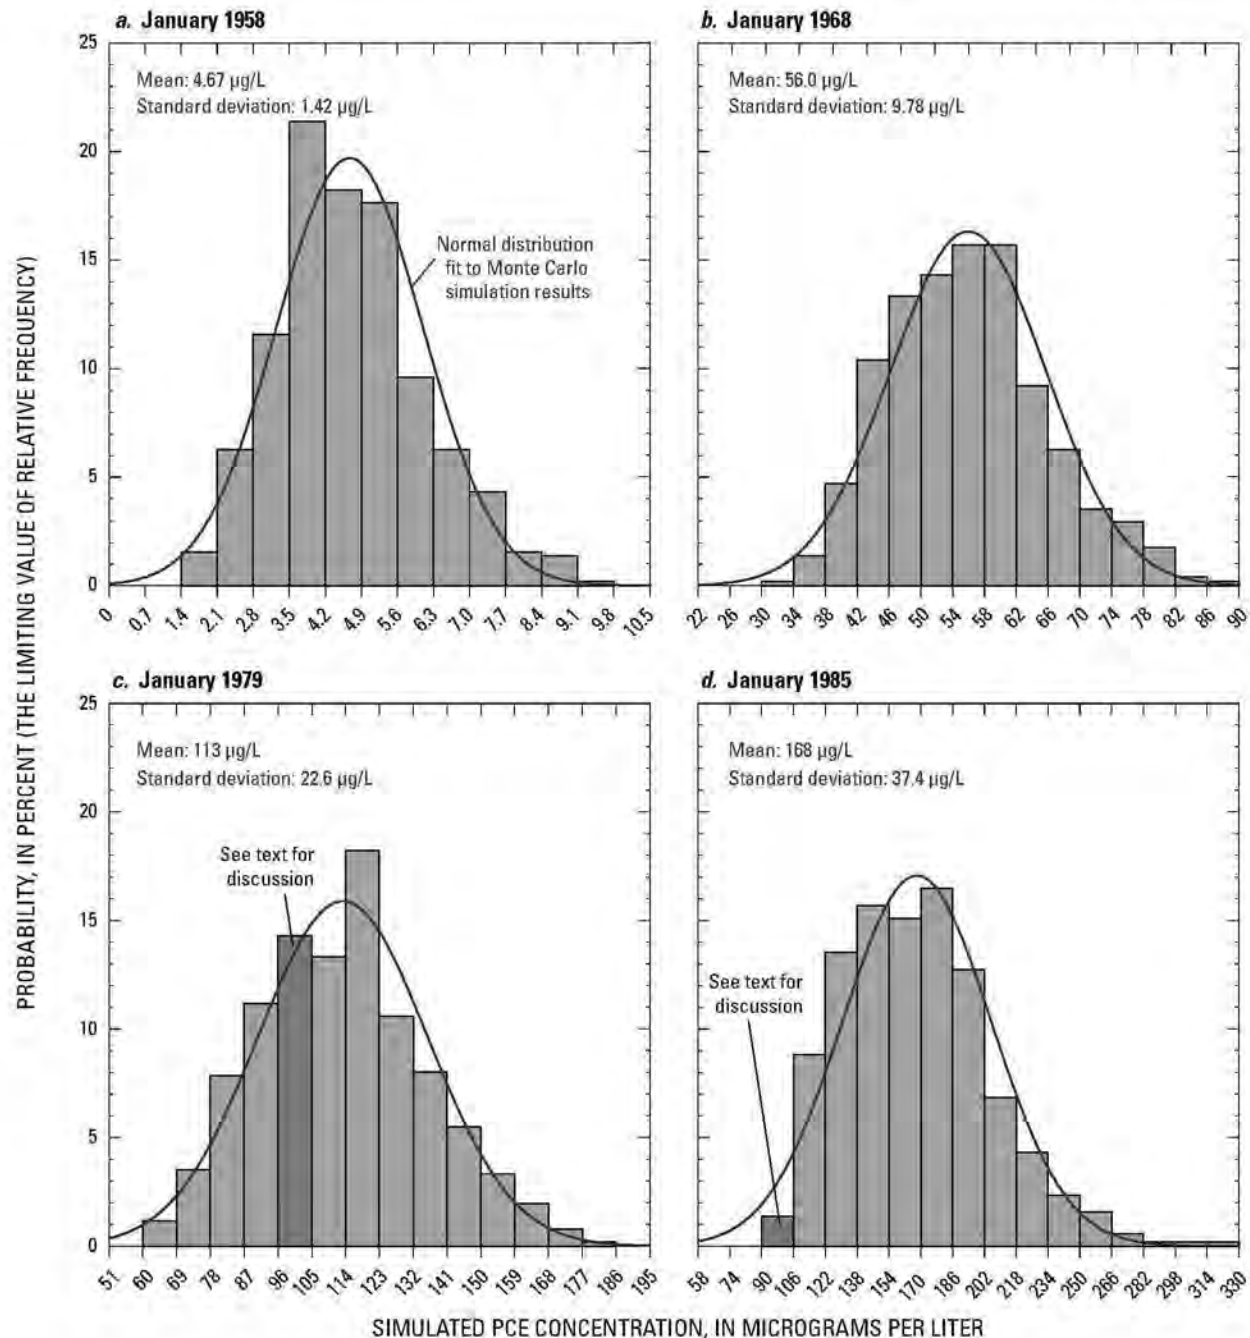 a. January 1958
25
20
15
10
5
0
Mean: 4.67 µg/L
Standard deviation: 1.42 µg/L
Normal distribution
fit to Monte Carlo
simulation results
0 0.7 1.4 2.1 2.8 3.5 4.2 4.9 5.6 6.3 7.0 7.7 8.4 9.1 9.8 10.5
b. January 1968
Mean: 56.0 µg/L
Standard deviation: 9.78 µg/L
22 26 30 34 38 42 46 50 54 58 62 66 70 74 78 82 86 90
PROBABILITY, IN PERCENT (THE LIMITING VALUE OF RELATIVE FREQUENCY)
c. January 1979
25
20
15
10
5
0
Mean: 113 µg/L
Standard deviation: 22.6 µg/L
See text for
discussion
51 60 69 78 87 96 105 114 123 132 141 150 159 168 177 186 195
d. January 1985
Mean: 168 µg/L
Standard deviation: 37.4 µg/L
See text for
discussion
58 74 90 106 122 138 154 170 186 202 218 234 250 266 282 298 314 330
SIMULATED PCE CONCENTRATION, IN MICROGRAMS PER LITER